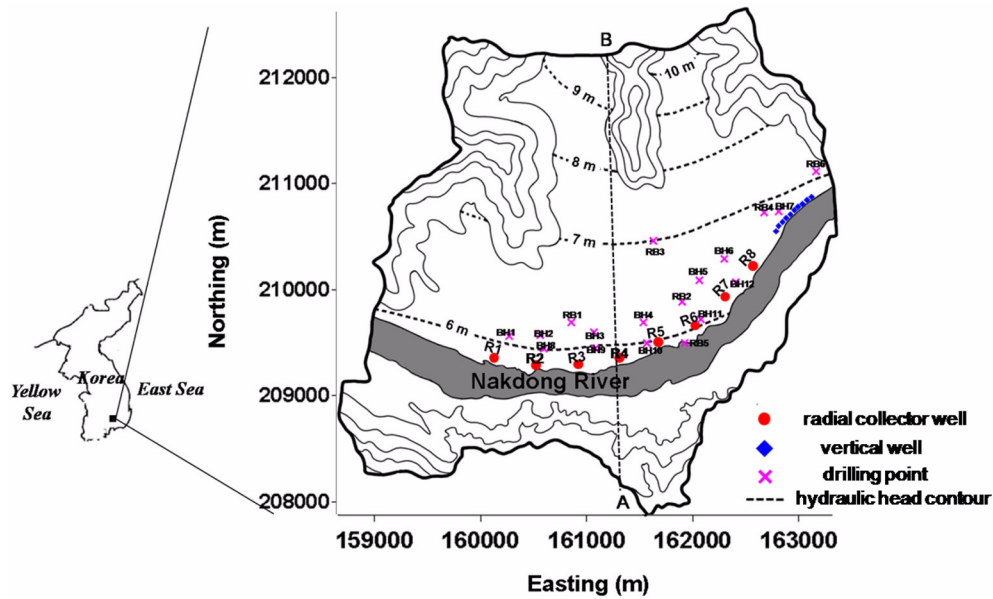 B
212000
10 m
9 m
8 m
211000
RB6
RB4
BH7
7 m
RB3
BH6
R8
BH5
BH12
R7
210000
RB2
RB1
BH4
BH11
R6
6 m
BH1
BH2
BH3
R5
RB5
BH8
BH9
BH10
R1
R2
R3
R4
Nakdong River
209000
208000
A
159000
160000
161000
162000
163000
Northing (m)
Easting (m)
Korea
Yellow
Sea
East Sea
radial collector well
vertical well
drilling point
hydraulic head contour